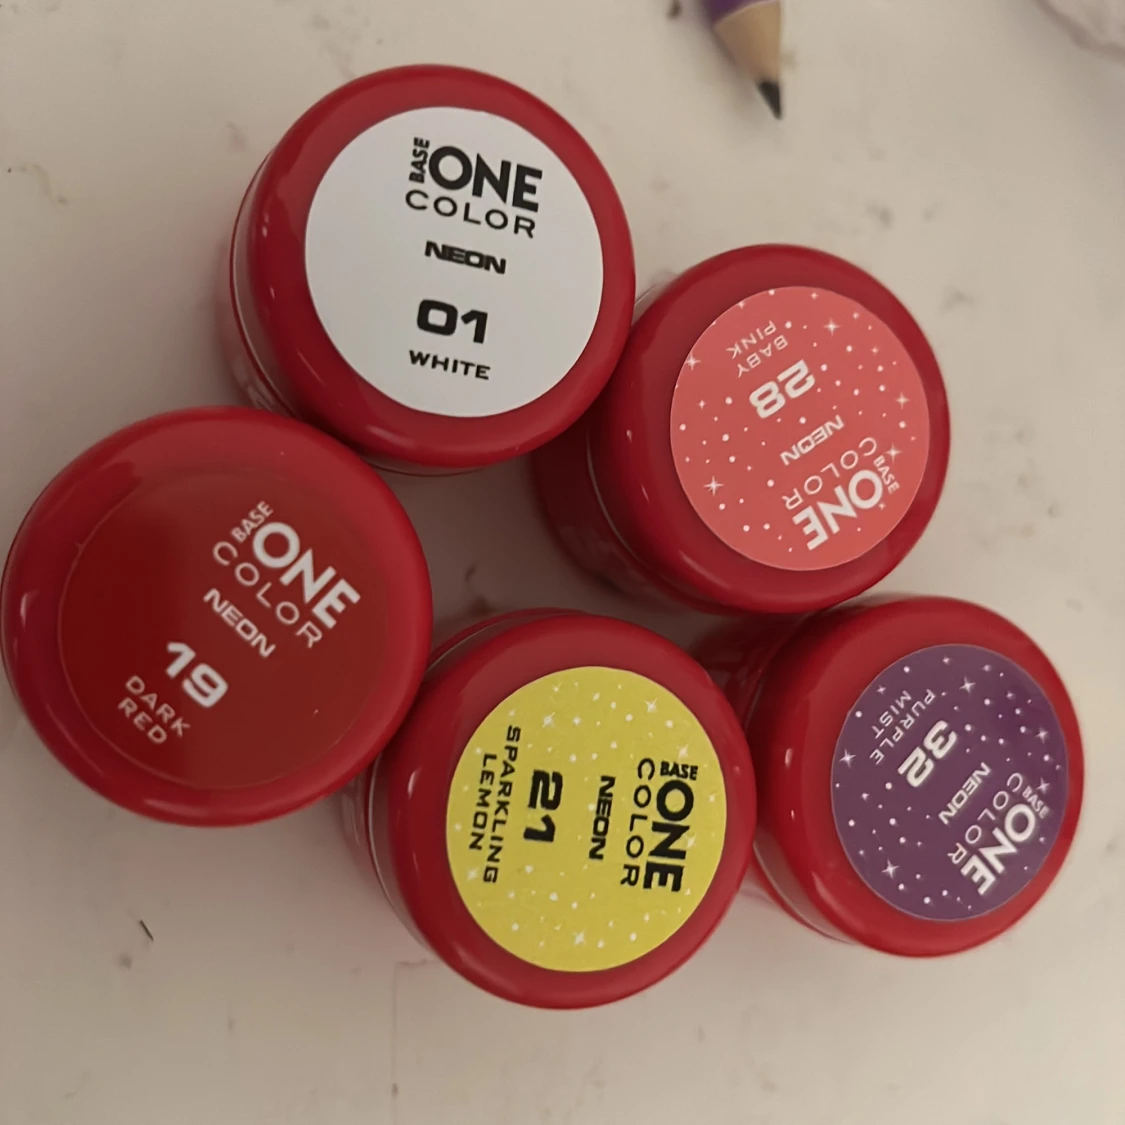 BASE ONE
COLOR
NEON
01
WHITE
BASE ONE
COLOR
NEON
28
BABY
PINK
BASE ONE
COLOR
NEON
19
DARK
RED
BASE ONE
COLOR
NEON
21
SPARKLING
LEMON
BASE ONE
COLOR
NEON
32
PURPLE
MIST